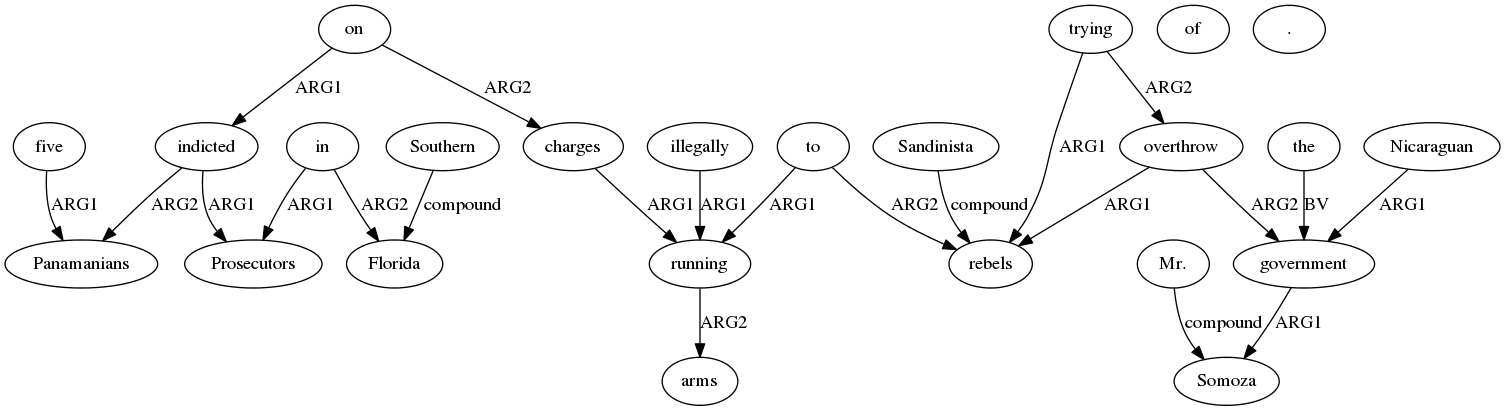 on
trying
of
.
ARG1
ARG2
ARG2
five
indicted
in
Southern
charges
illegally
to
Sandinista
overthrow
the
Nicaraguan
ARG1
ARG1
ARG2
ARG1
ARG1
ARG2
compound
ARG1
ARG1
ARG1
ARG2
compound
ARG1
ARG2
BV
ARG1
Panamanians
Prosecutors
Florida
running
rebels
Mr.
government
ARG2
compound
ARG1
arms
Somoza